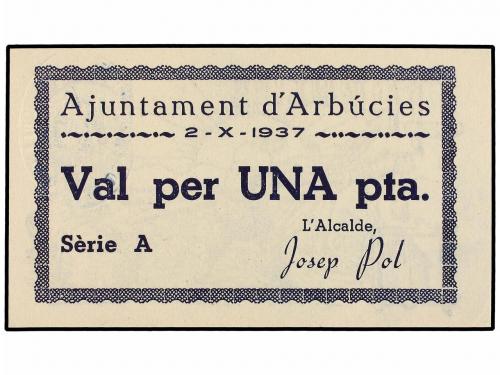 Ajuntament d'Arbúcies
2-X-1937
Val per UNA pta.
Sèrie A
L'Alcalde,
Josep Pol